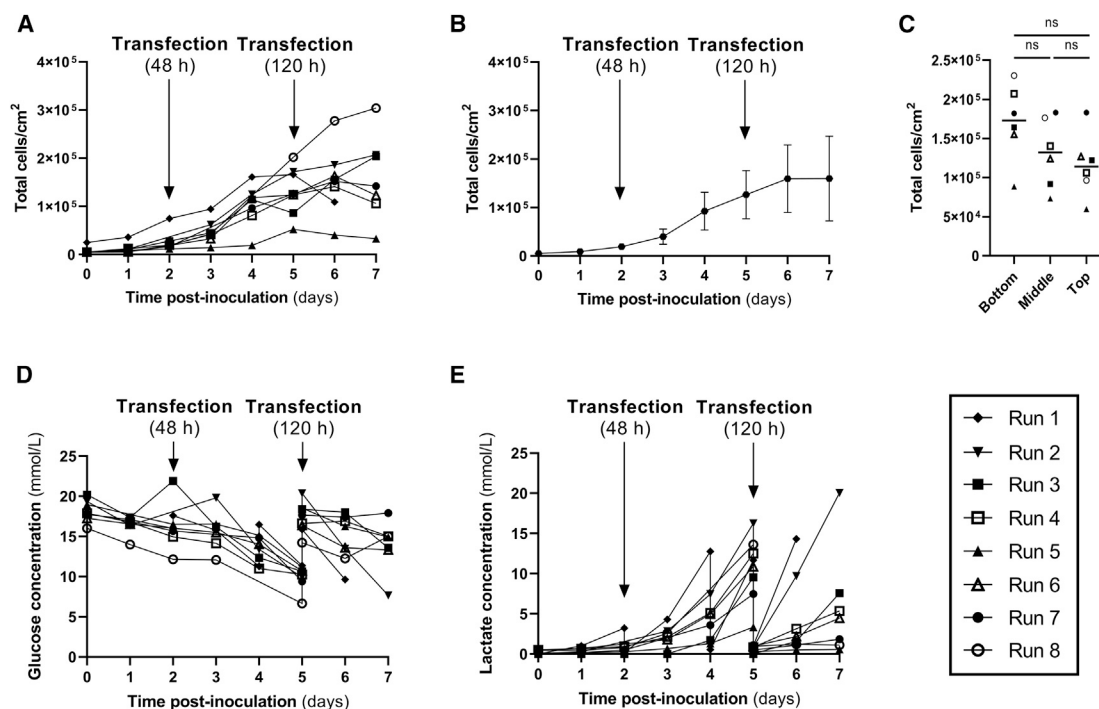 A
Transfection
(48 h)
Transfection
(120 h)
Total cells/cm²
4×10⁵
3×10⁵
2×10⁵
1×10⁵
0
0 1 2 3 4 5 6 7
Time post-inoculation (days)
B
Transfection
(48 h)
Transfection
(120 h)
Total cells/cm²
4×10⁵
3×10⁵
2×10⁵
1×10⁵
0
0 1 2 3 4 5 6 7
Time post-inoculation (days)
C
ns
ns ns
Total cells/cm²
2.5×10⁵
2×10⁵
1.5×10⁵
1×10⁵
5×10⁴
Bottom
Middle
Top
D
Transfection
(48 h)
Transfection
(120 h)
Glucose concentration (mmol/L)
25
20
15
10
5
0
0 1 2 3 4 5 6 7
Time post-inoculation (days)
E
Transfection
(48 h)
Transfection
(120 h)
Lactate concentration (mmol/L)
25
20
15
10
5
0
0 1 2 3 4 5 6 7
Time post-inoculation (days)
Run 1
Run 2
Run 3
Run 4
Run 5
Run 6
Run 7
Run 8